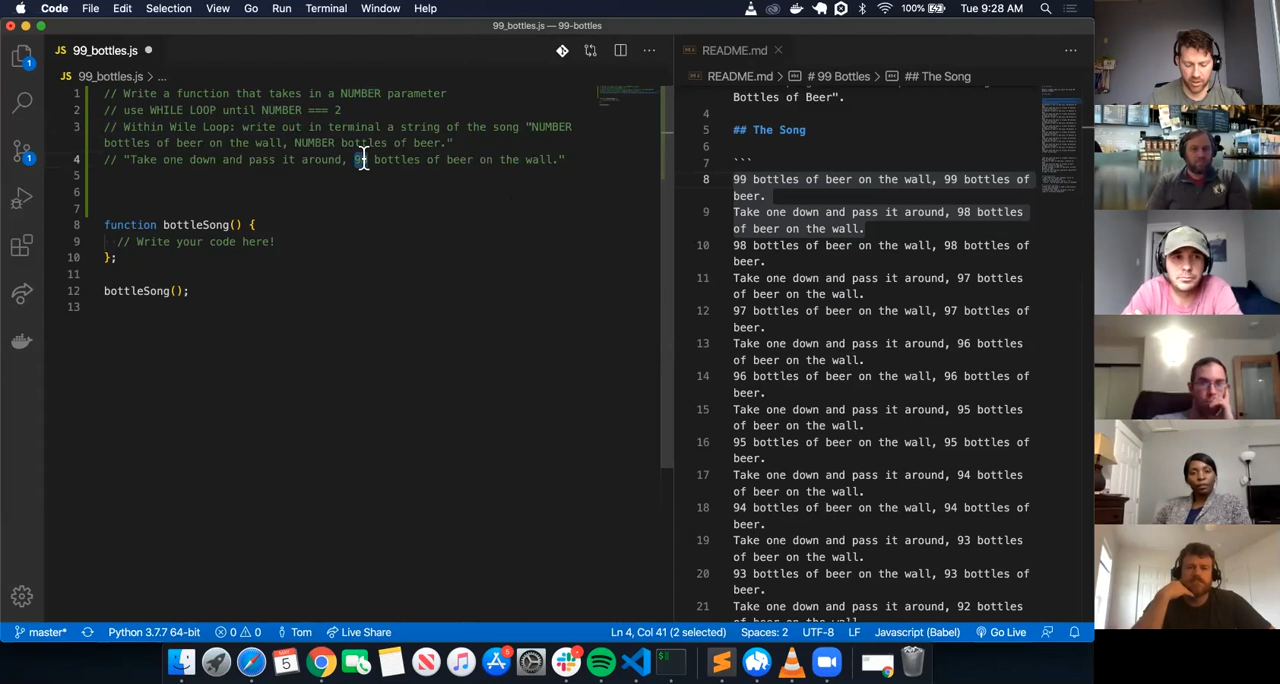 Code File Edit Selection View Go Run Terminal Window Help 100% Tue 9:28 AM
99_bottles.js — 99-bottles
JS 99_bottles.js
README.md
JS 99_bottles.js > ...
README.md > # 99 Bottles > ## The Song
1 // Write a function that takes in a NUMBER parameter
2 // use WHILE LOOP until NUMBER === 2
3 // Within Wile Loop: write out in terminal a string of the song "NUMBER
bottles of beer on the wall, NUMBER bottles of beer."
4 // "Take one down and pass it around, bottles of beer on the wall."
5
6
7
8 function bottleSong() {
9 // Write your code here!
10 };
11
12 bottleSong();
13
Bottles of Beer".
4
5 ## The Song
6
7 ```
8 99 bottles of beer on the wall, 99 bottles of
beer.
9 Take one down and pass it around, 98 bottles
of beer on the wall.
10 98 bottles of beer on the wall, 98 bottles of
beer.
11 Take one down and pass it around, 97 bottles
of beer on the wall.
12 97 bottles of beer on the wall, 97 bottles of
beer.
13 Take one down and pass it around, 96 bottles
of beer on the wall.
14 96 bottles of beer on the wall, 96 bottles of
beer.
15 Take one down and pass it around, 95 bottles
of beer on the wall.
16 95 bottles of beer on the wall, 95 bottles of
beer.
17 Take one down and pass it around, 94 bottles
of beer on the wall.
18 94 bottles of beer on the wall, 94 bottles of
beer.
19 Take one down and pass it around, 93 bottles
of beer on the wall.
20 93 bottles of beer on the wall, 93 bottles of
beer.
21 Take one down and pass it around, 92 bottles
master* Python 3.7.7 64-bit 0 0 Tom Live Share Ln 4, Col 41 (2 selected) Spaces: 2 UTF-8 LF Javascript (Babel) Go Live
MAY
5
5